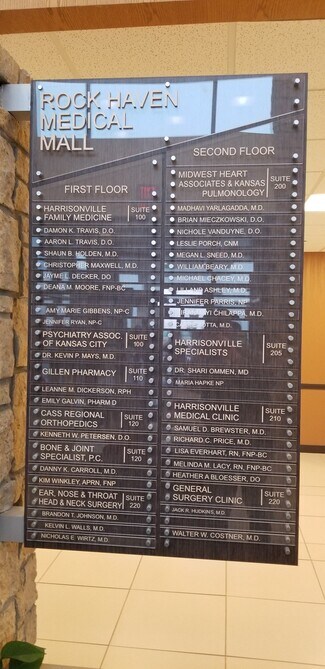 ROCK HAVEN
MEDICAL
MALL
FIRST FLOOR
HARRISONVILLE
FAMILY MEDICINE
SUITE
100
DAMON K. TRAVIS, D.O.
AARON L. TRAVIS, D.O.
SHAUN B. HOLDEN, M.D.
CHRISTOPHER MAXWELL, M.D.
JAYME L. DECKER, DO
DEANA M. MOORE, FNP-BC
AMY MARIE GIBBENS, NP-C
JENNIFER RYAN, NP-C
PSYCHIATRY ASSOC.
OF KANSAS CITY
SUITE
100
DR. KEVIN P. MAYS, M.D.
GILLEN PHARMACY
SUITE
110
LEANNE M. DICKERSON, RPH
EMILY GALVIN, PHARM D
CASS REGIONAL
ORTHOPEDICS
SUITE
120
KENNETH W. PETERSEN, D.O.
BONE & JOINT
SPECIALIST, P.C.
SUITE
120
DANNY K. CARROLL, M.D.
KIM WINKLEY, APRN, FNP
EAR, NOSE & THROAT
HEAD & NECK SURGERY
SUITE
220
BRANDON T. JOHNSON, M.D.
KELVIN L. WALLS, M.D.
NICHOLAS E. WIRTZ, M.D.
SECOND FLOOR
MIDWEST HEART
ASSOCIATES & KANSAS
PULMONOLOGY
SUITE
200
MADHAVI YARLAGADDA, M.D.
BRIAN MIECZKOWSKI, D.O.
NICHOLE VANDUYNE, D.O.
LESLIE PORCH, CNM
MEGAN L. SNEED, M.D.
WILLIAM BEARY, M.D.
MICHAEL CHACEY, M.D.
ASHLEY, M.D.
JENNIFER PARRIS, NP
CHILAPPA, M.D.
M.D.
HARRISONVILLE
SPECIALISTS
SUITE
205
DR. SHARI OMMEN, MD
MARIA HAPKE NP
HARRISONVILLE
MEDICAL CLINIC
SUITE
210
SAMUEL D. BREWSTER, M.D.
RICHARD C. PRICE, M.D.
LISA EVERHART, RN, FNP-BC
MELINDA M. LACY, RN, FNP-BC
HEATHER A BLOESSER, DO
GENERAL
SURGERY CLINIC
SUITE
220
JACK R. HUDKINS, M.D.
WALTER W. COSTNER, M.D.